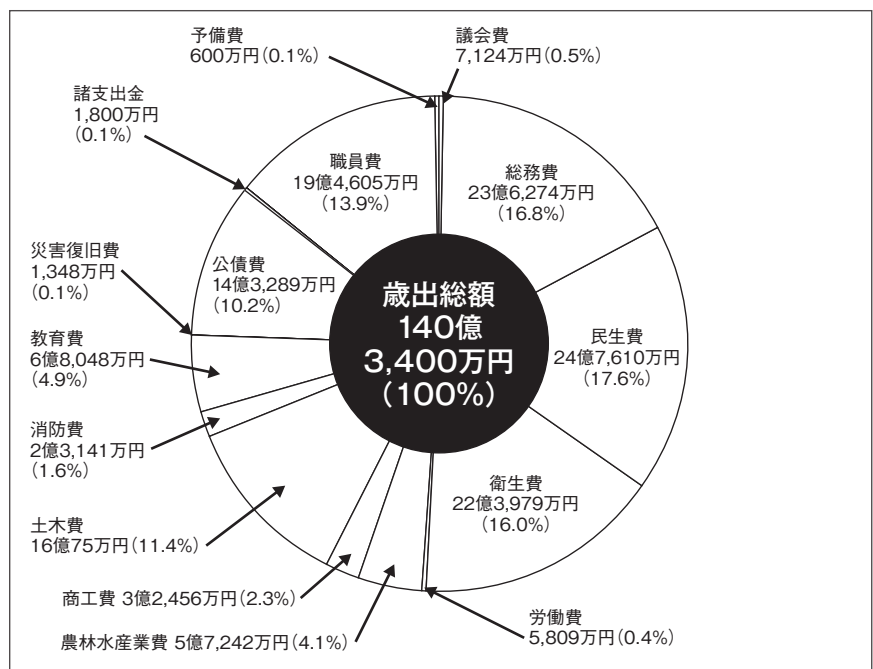 議会費
7,124万円（0.5%）
総務費
23億6,274万円
（16.8%）
民生費
24億7,610万円
（17.6%）
衛生費
22億3,979万円
（16.0%）
労働費
5,809万円（0.4%）
農林水産業費 5億7,242万円（4.1%）
商工費 3億2,456万円（2.3%）
土木費
16億75万円（11.4%）
消防費
2億3,141万円
（1.6%）
教育費
6億8,048万円
（4.9%）
災害復旧費
1,348万円
（0.1%）
公債費
14億3,289万円
（10.2%）
諸支出金
1,800万円
（0.1%）
職員費
19億4,605万円
（13.9%）
予備費
600万円（0.1%）
歳出総額
140億
3,400万円
（100%）